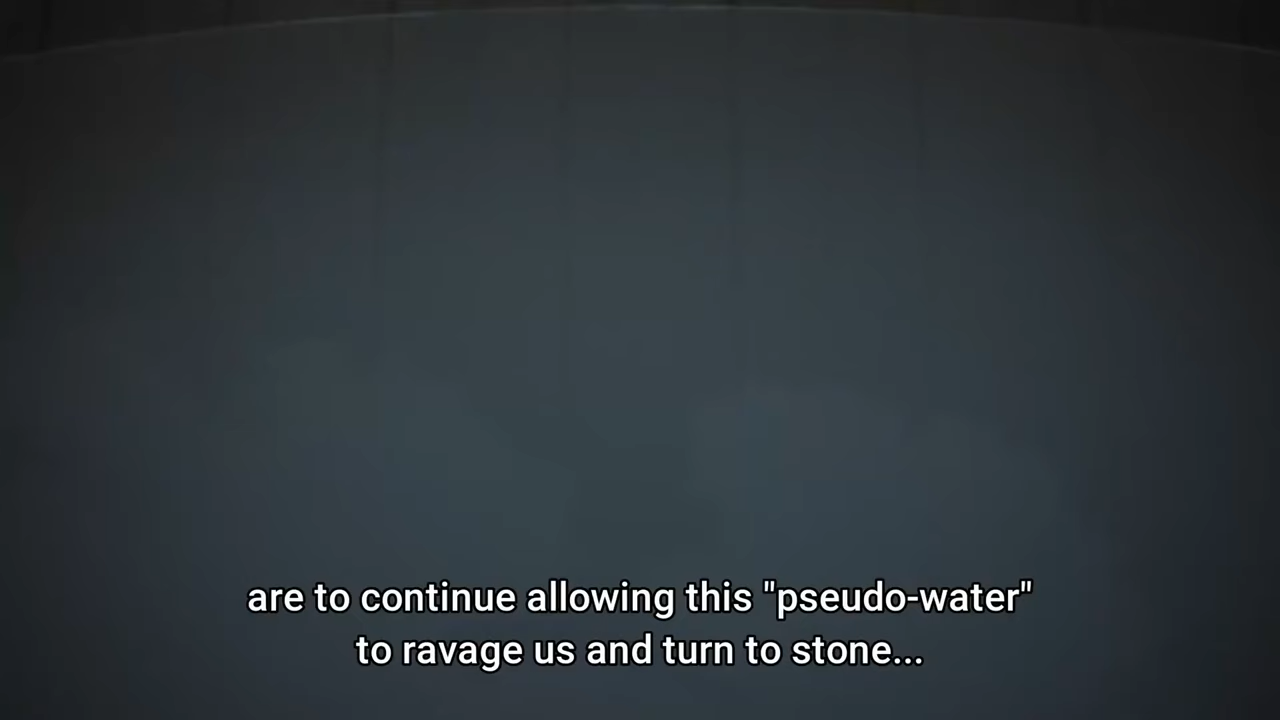 are to continue allowing this "pseudo-water"
to ravage us and turn to stone...